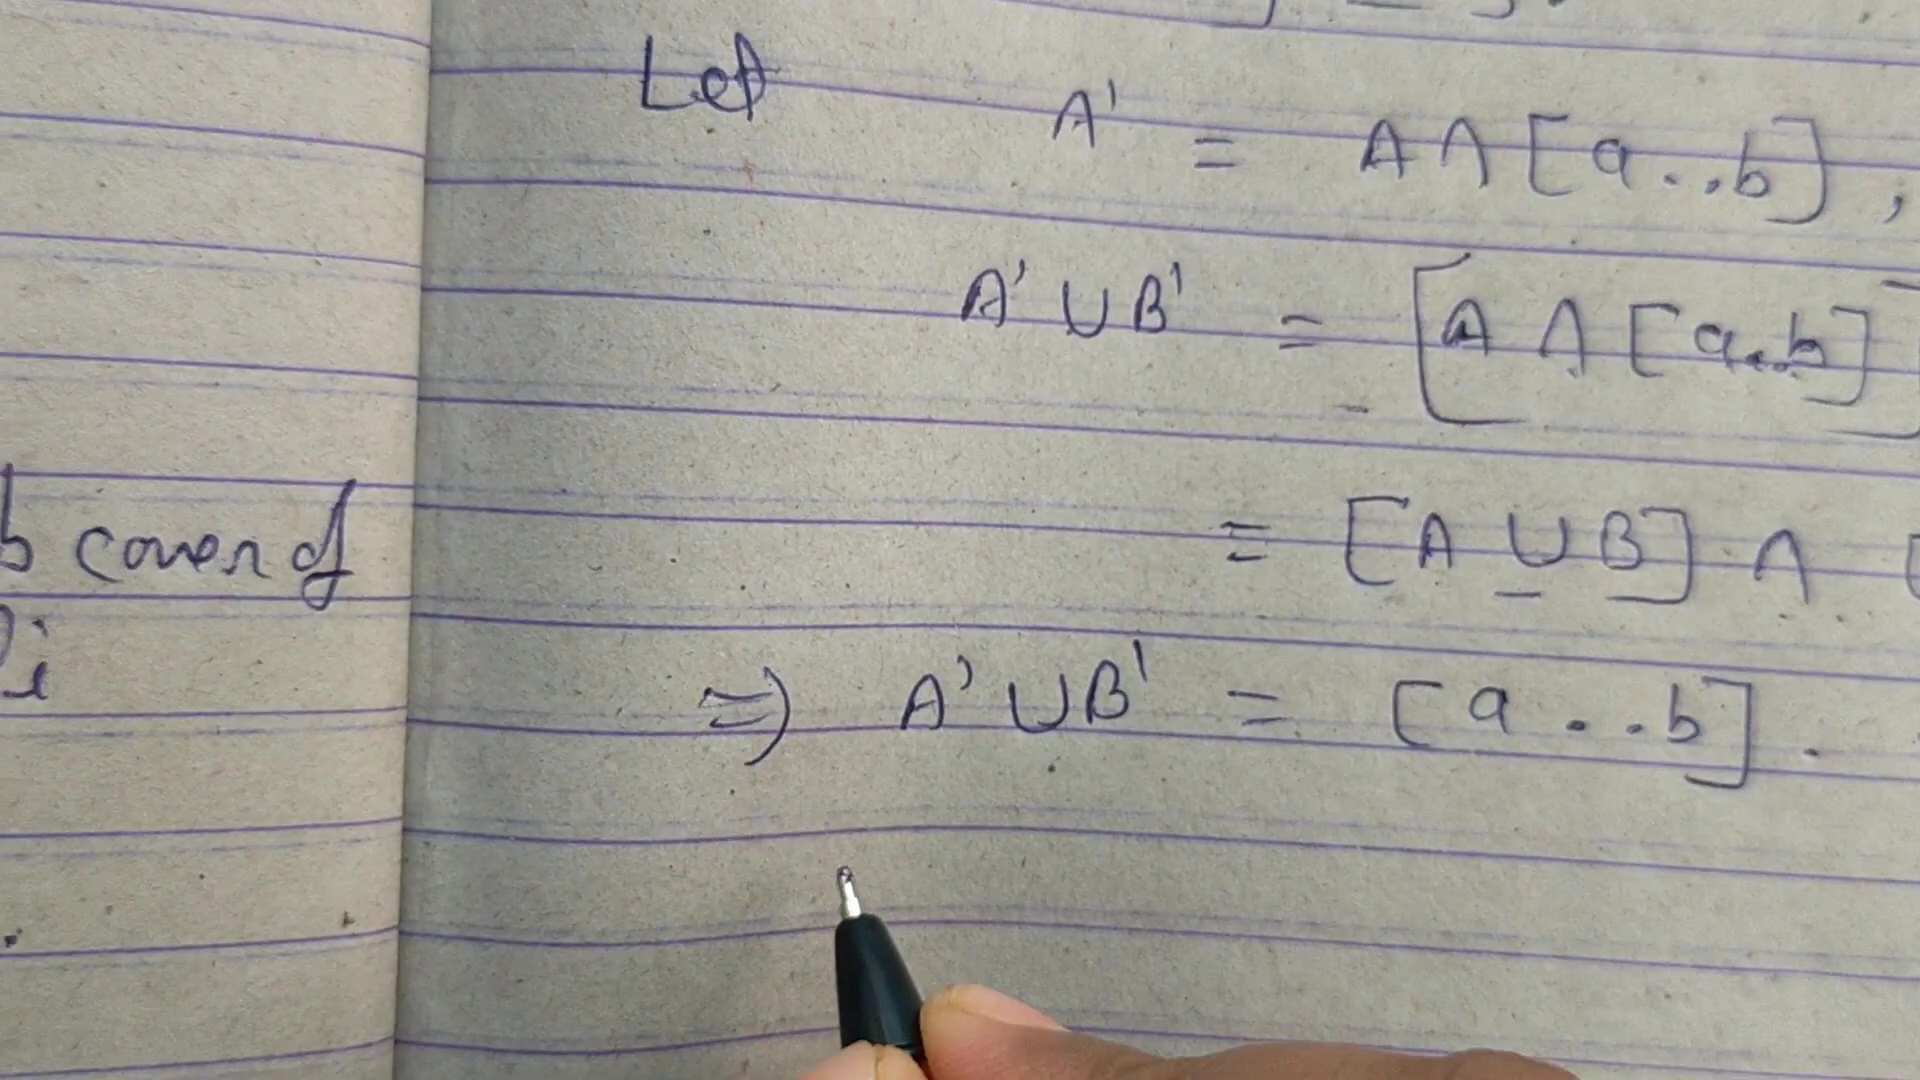 b cover of
i
Let A' = A ∩ [a..b],
A' ∪ B' = [A ∩ [a..b]]
= [A ∪ B] ∩ [
=> A' ∪ B' = [a...b].